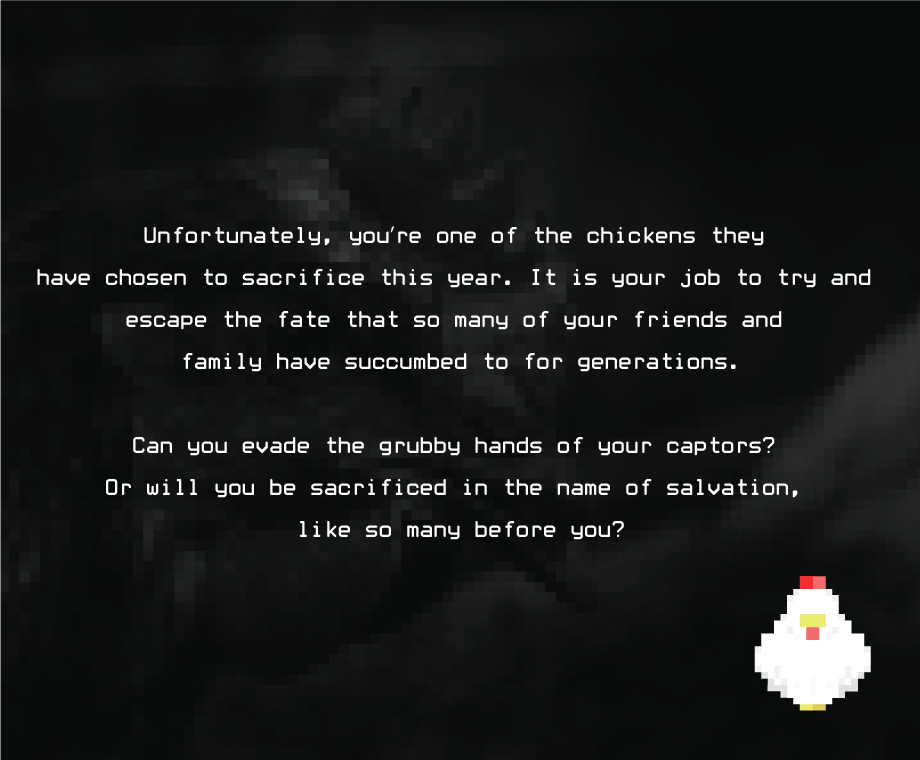 Unfortunately, you're one of the chickens they
have chosen to sacrifice this year. It is your job to try and
escape the fate that so many of your friends and
family have succumbed to for generations.
Can you evade the grubby hands of your captors?
Or will you be sacrificed in the name of salvation,
like so many before you?